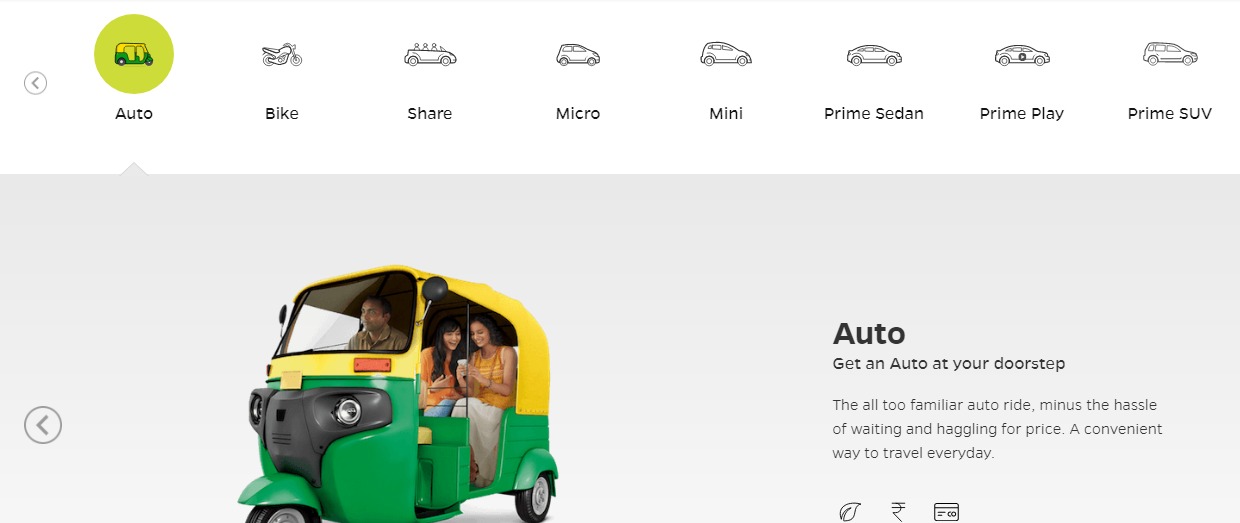 Auto
Bike
Share
Micro
Mini
Prime Sedan
Prime Play
Prime SUV
Auto
Get an Auto at your doorstep
The all too familiar auto ride, minus the hassle
of waiting and haggling for price. A convenient
way to travel everyday.
₹